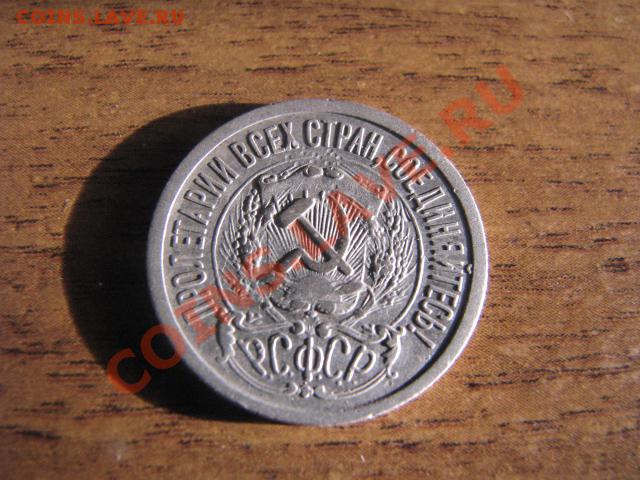 COINS.LAVE.RU
ПРОЛЕТАРИИ ВСЕХ СТРАН, СОЕДИНЯЙТЕСЬ!
Р.С.Ф.С.Р.
COINS.LAVE.RU